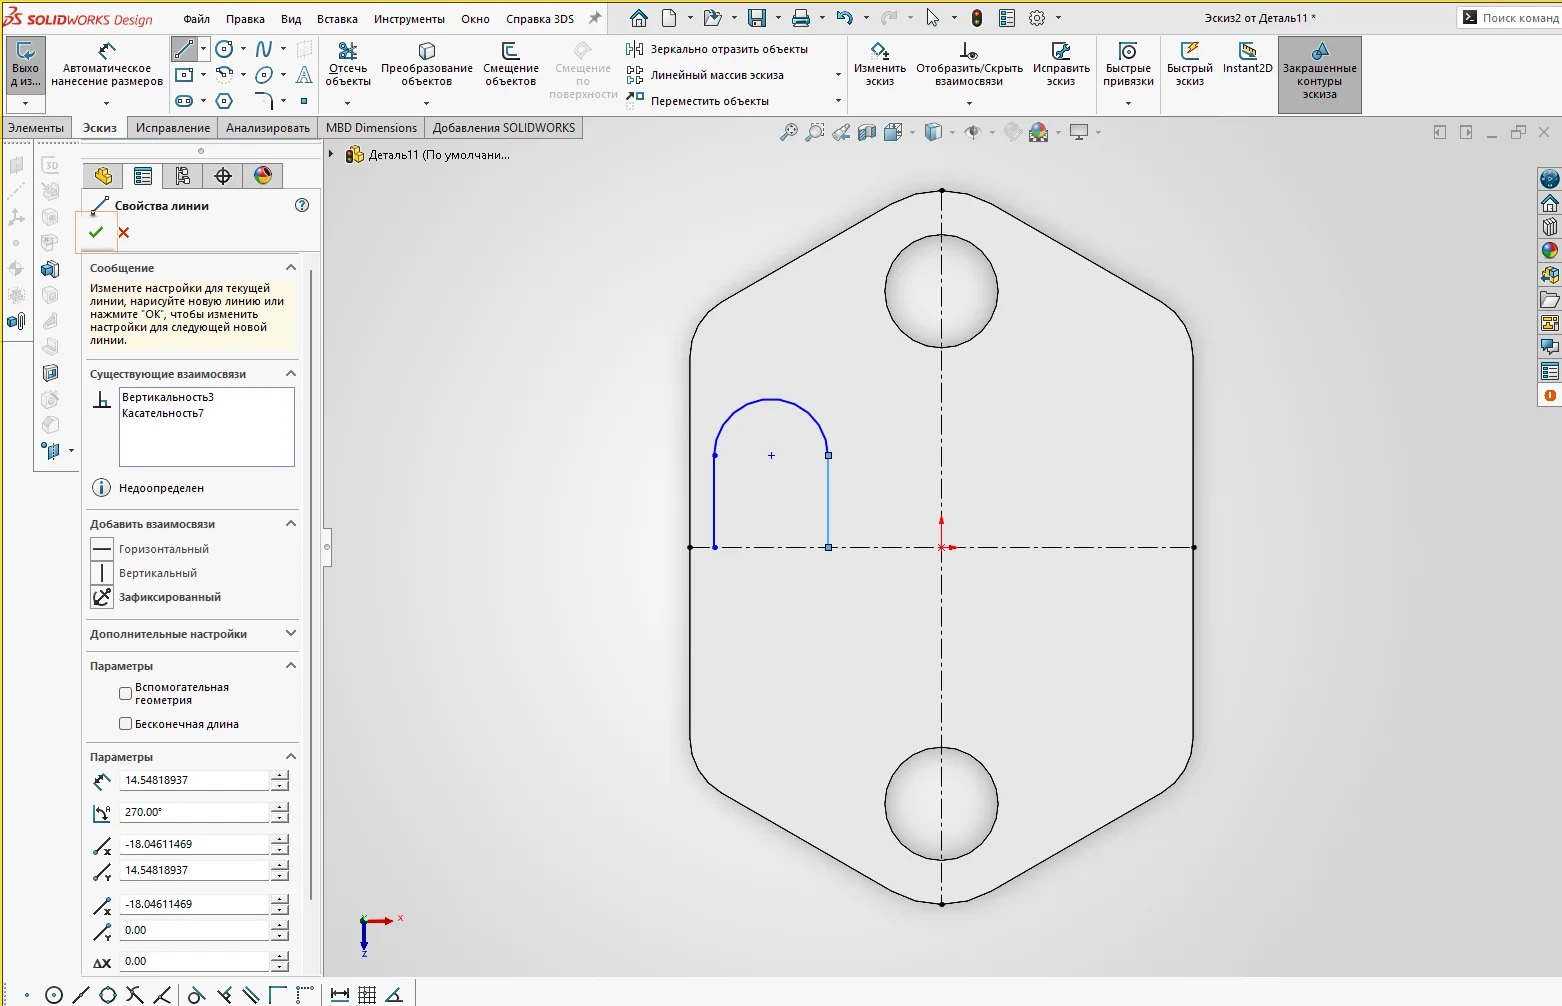 SOLIDWORKS Design
Файл Правка Вид Вставка Инструменты Окно Справка 3DS
Эскиз2 от Деталь11 *
Поиск команд
Выхо
д из...
Автоматическое
нанесение размеров
Отсечь
объекты
Преобразование
объектов
Смещение
объектов
Смещение
по
поверхности
Зеркально отразить объекты
Линейный массив эскиза
Переместить объекты
Изменить
эскиз
Отобразить/Скрыть
взаимосвязи
Исправить
эскиз
Быстрые
привязки
Быстрый
эскиз
Instant2D
Закрашенные
контуры
эскиза
Элементы Эскиз Исправление Анализировать MBD Dimensions Добавления SOLIDWORKS
Деталь11 (По умолчани...
Свойства линии
Сообщение
Измените настройки для текущей
линии, нарисуйте новую линию или
нажмите "ОК", чтобы изменить
настройки для следующей новой
линии.
Существующие взаимосвязи
Вертикальность3
Касательность7
Недоопределен
Добавить взаимосвязи
Горизонтальный
Вертикальный
Зафиксированный
Дополнительные настройки
Параметры
Вспомогательная
геометрия
Бесконечная длина
Параметры
14.54818937
270.00°
-18.04611469
14.54818937
-18.04611469
0.00
ΔX 0.00
X
Z